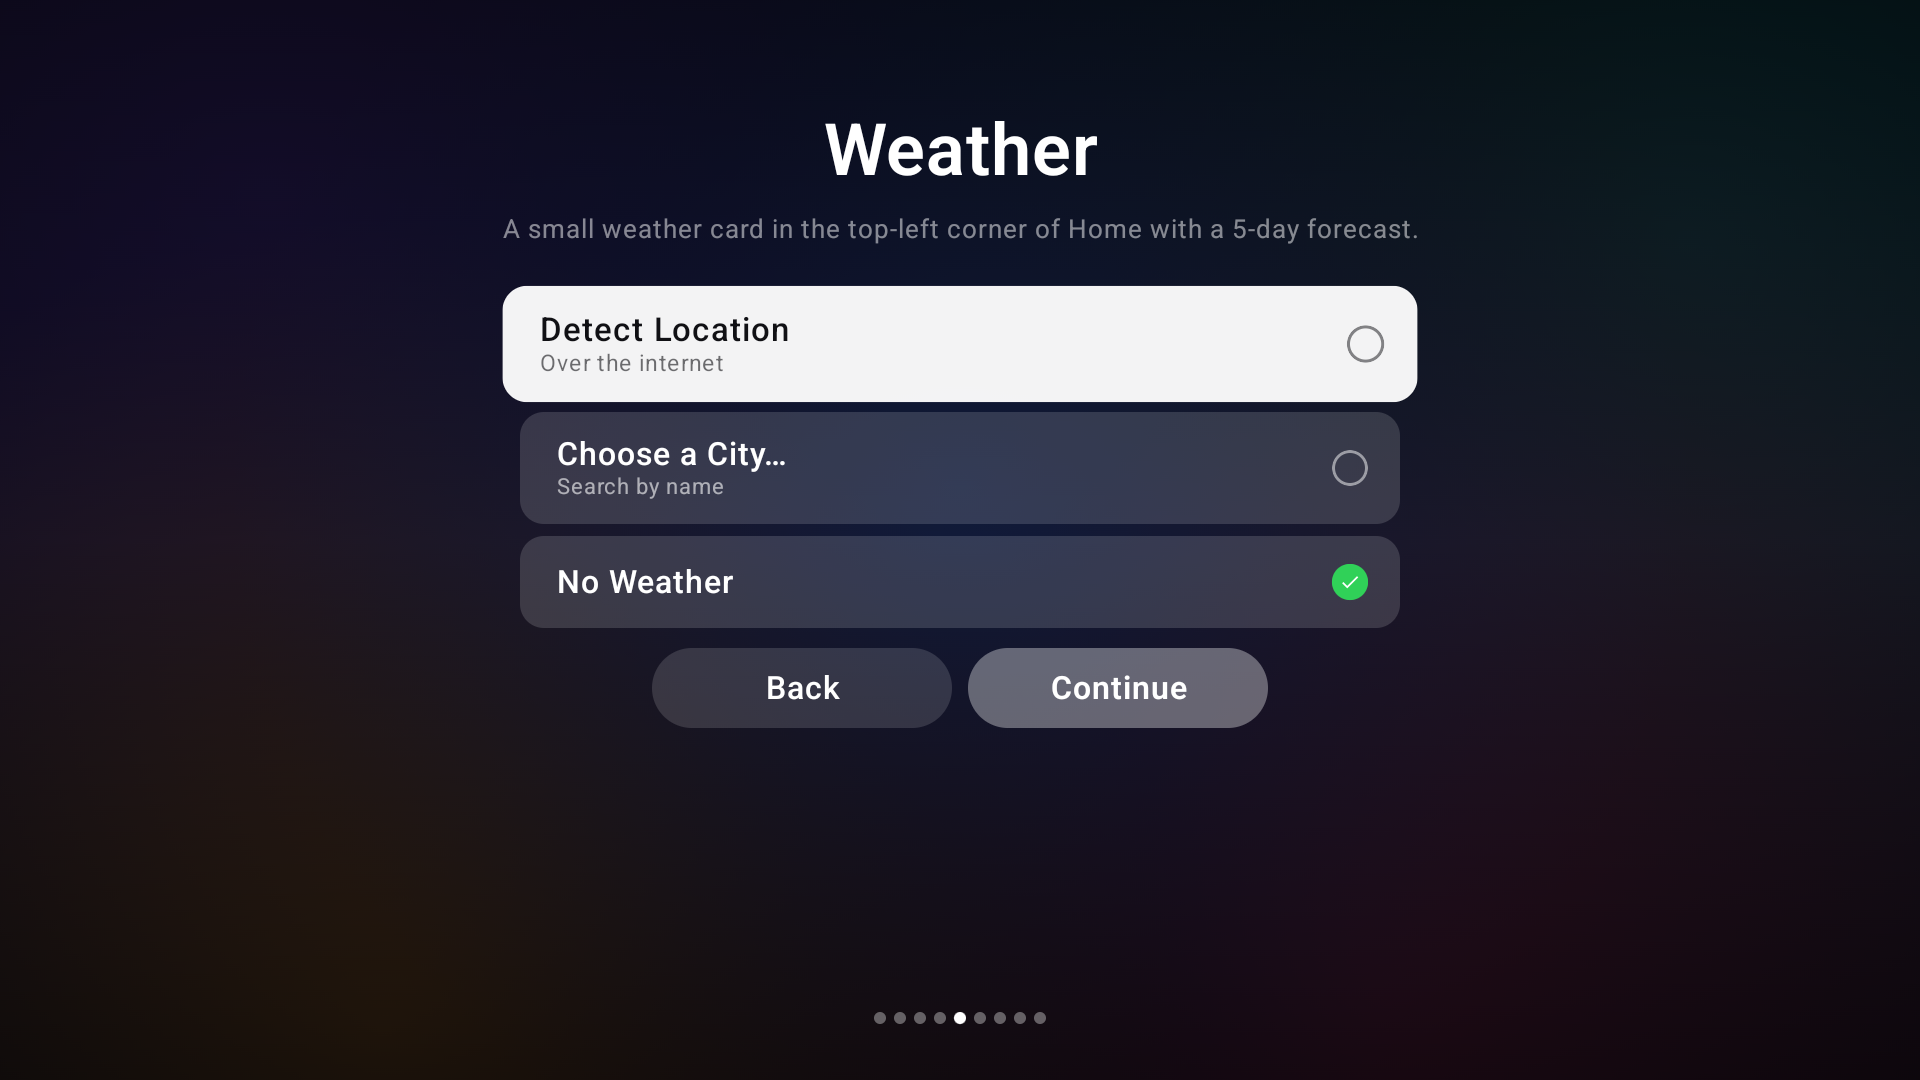 Weather
A small weather card in the top-left corner of Home with a 5-day forecast.
Detect Location
Over the internet
Choose a City…
Search by name
No Weather
Back
Continue